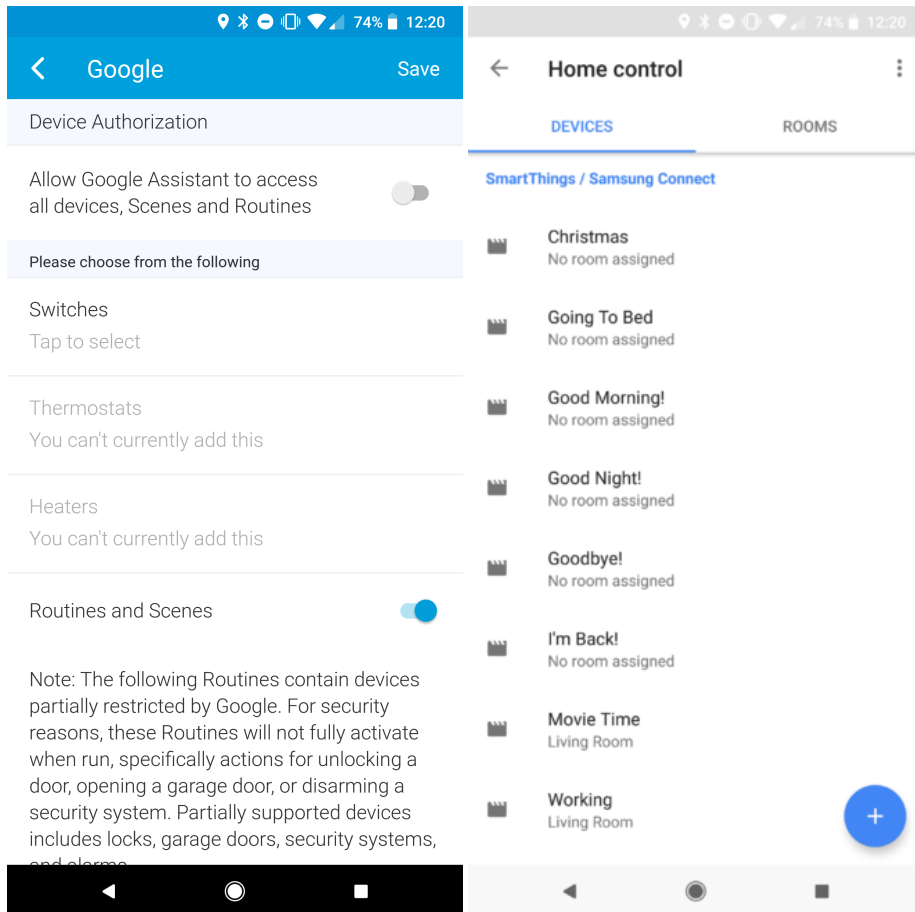 74% 12:20
Google
Save
Device Authorization
Allow Google Assistant to access
all devices, Scenes and Routines
Please choose from the following
Switches
Tap to select
Thermostats
You can't currently add this
Heaters
You can't currently add this
Routines and Scenes
Note: The following Routines contain devices
partially restricted by Google. For security
reasons, these Routines will not fully activate
when run, specifically actions for unlocking a
door, opening a garage door, or disarming a
security system. Partially supported devices
includes locks, garage doors, security systems,
and alarms.
74% 12:20
Home control
DEVICES
ROOMS
SmartThings / Samsung Connect
Christmas
No room assigned
Going To Bed
No room assigned
Good Morning!
No room assigned
Good Night!
No room assigned
Goodbye!
No room assigned
I'm Back!
No room assigned
Movie Time
Living Room
Working
Living Room